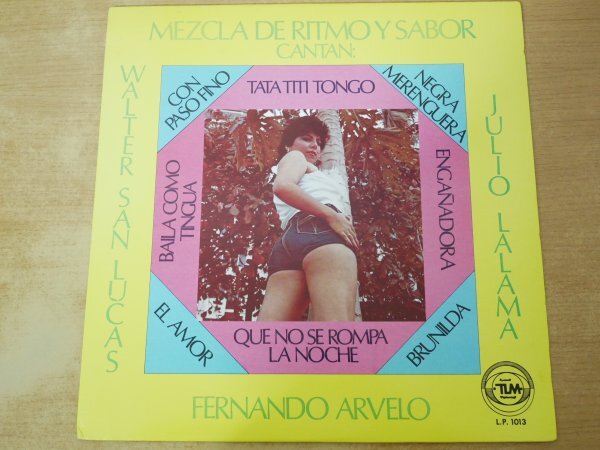 MEZCLA DE RITMO Y SABOR
CANTAN:
WALTER SAN LUCAS
CON
PASO FINO
TATA TITI TONGO
NEGRA
MERENGUERA
JULIO LALAMA
BAILA COMO
TINGUA
ENCAÑADORA
EL AMOR
QUE NO SE ROMPA
LA NOCHE
BRUNILDA
FERNANDO ARVELO
TLM
L.P. 1013